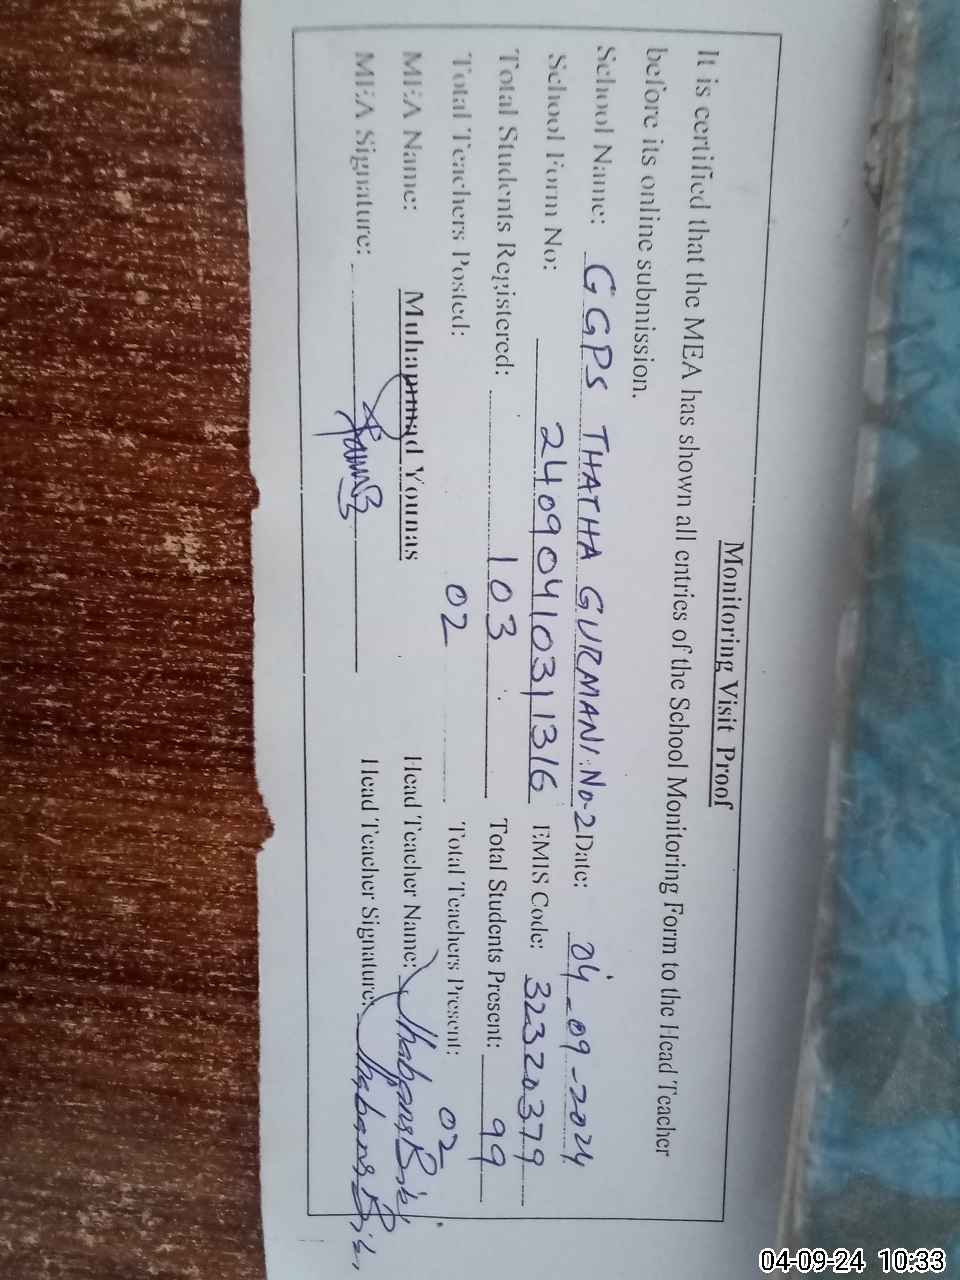 Monitoring Visit Proof
It is certified that the MEA has shown all entries of the School Monitoring Form to the Head Teacher
before its online submission.
School Name: GGPS THATHA GURMANI No-2 Date: 04-09-2024
School Form No: 24090410311316 EMIS Code: 32320379
Total Students Registered: 103 Total Students Present: 99
Total Teachers Posted: 02 Total Teachers Present: 02
MEA Name: Muhammad Younas Head Teacher Name:
MEA Signature: Head Teacher Signature:
04-09-24 10:33